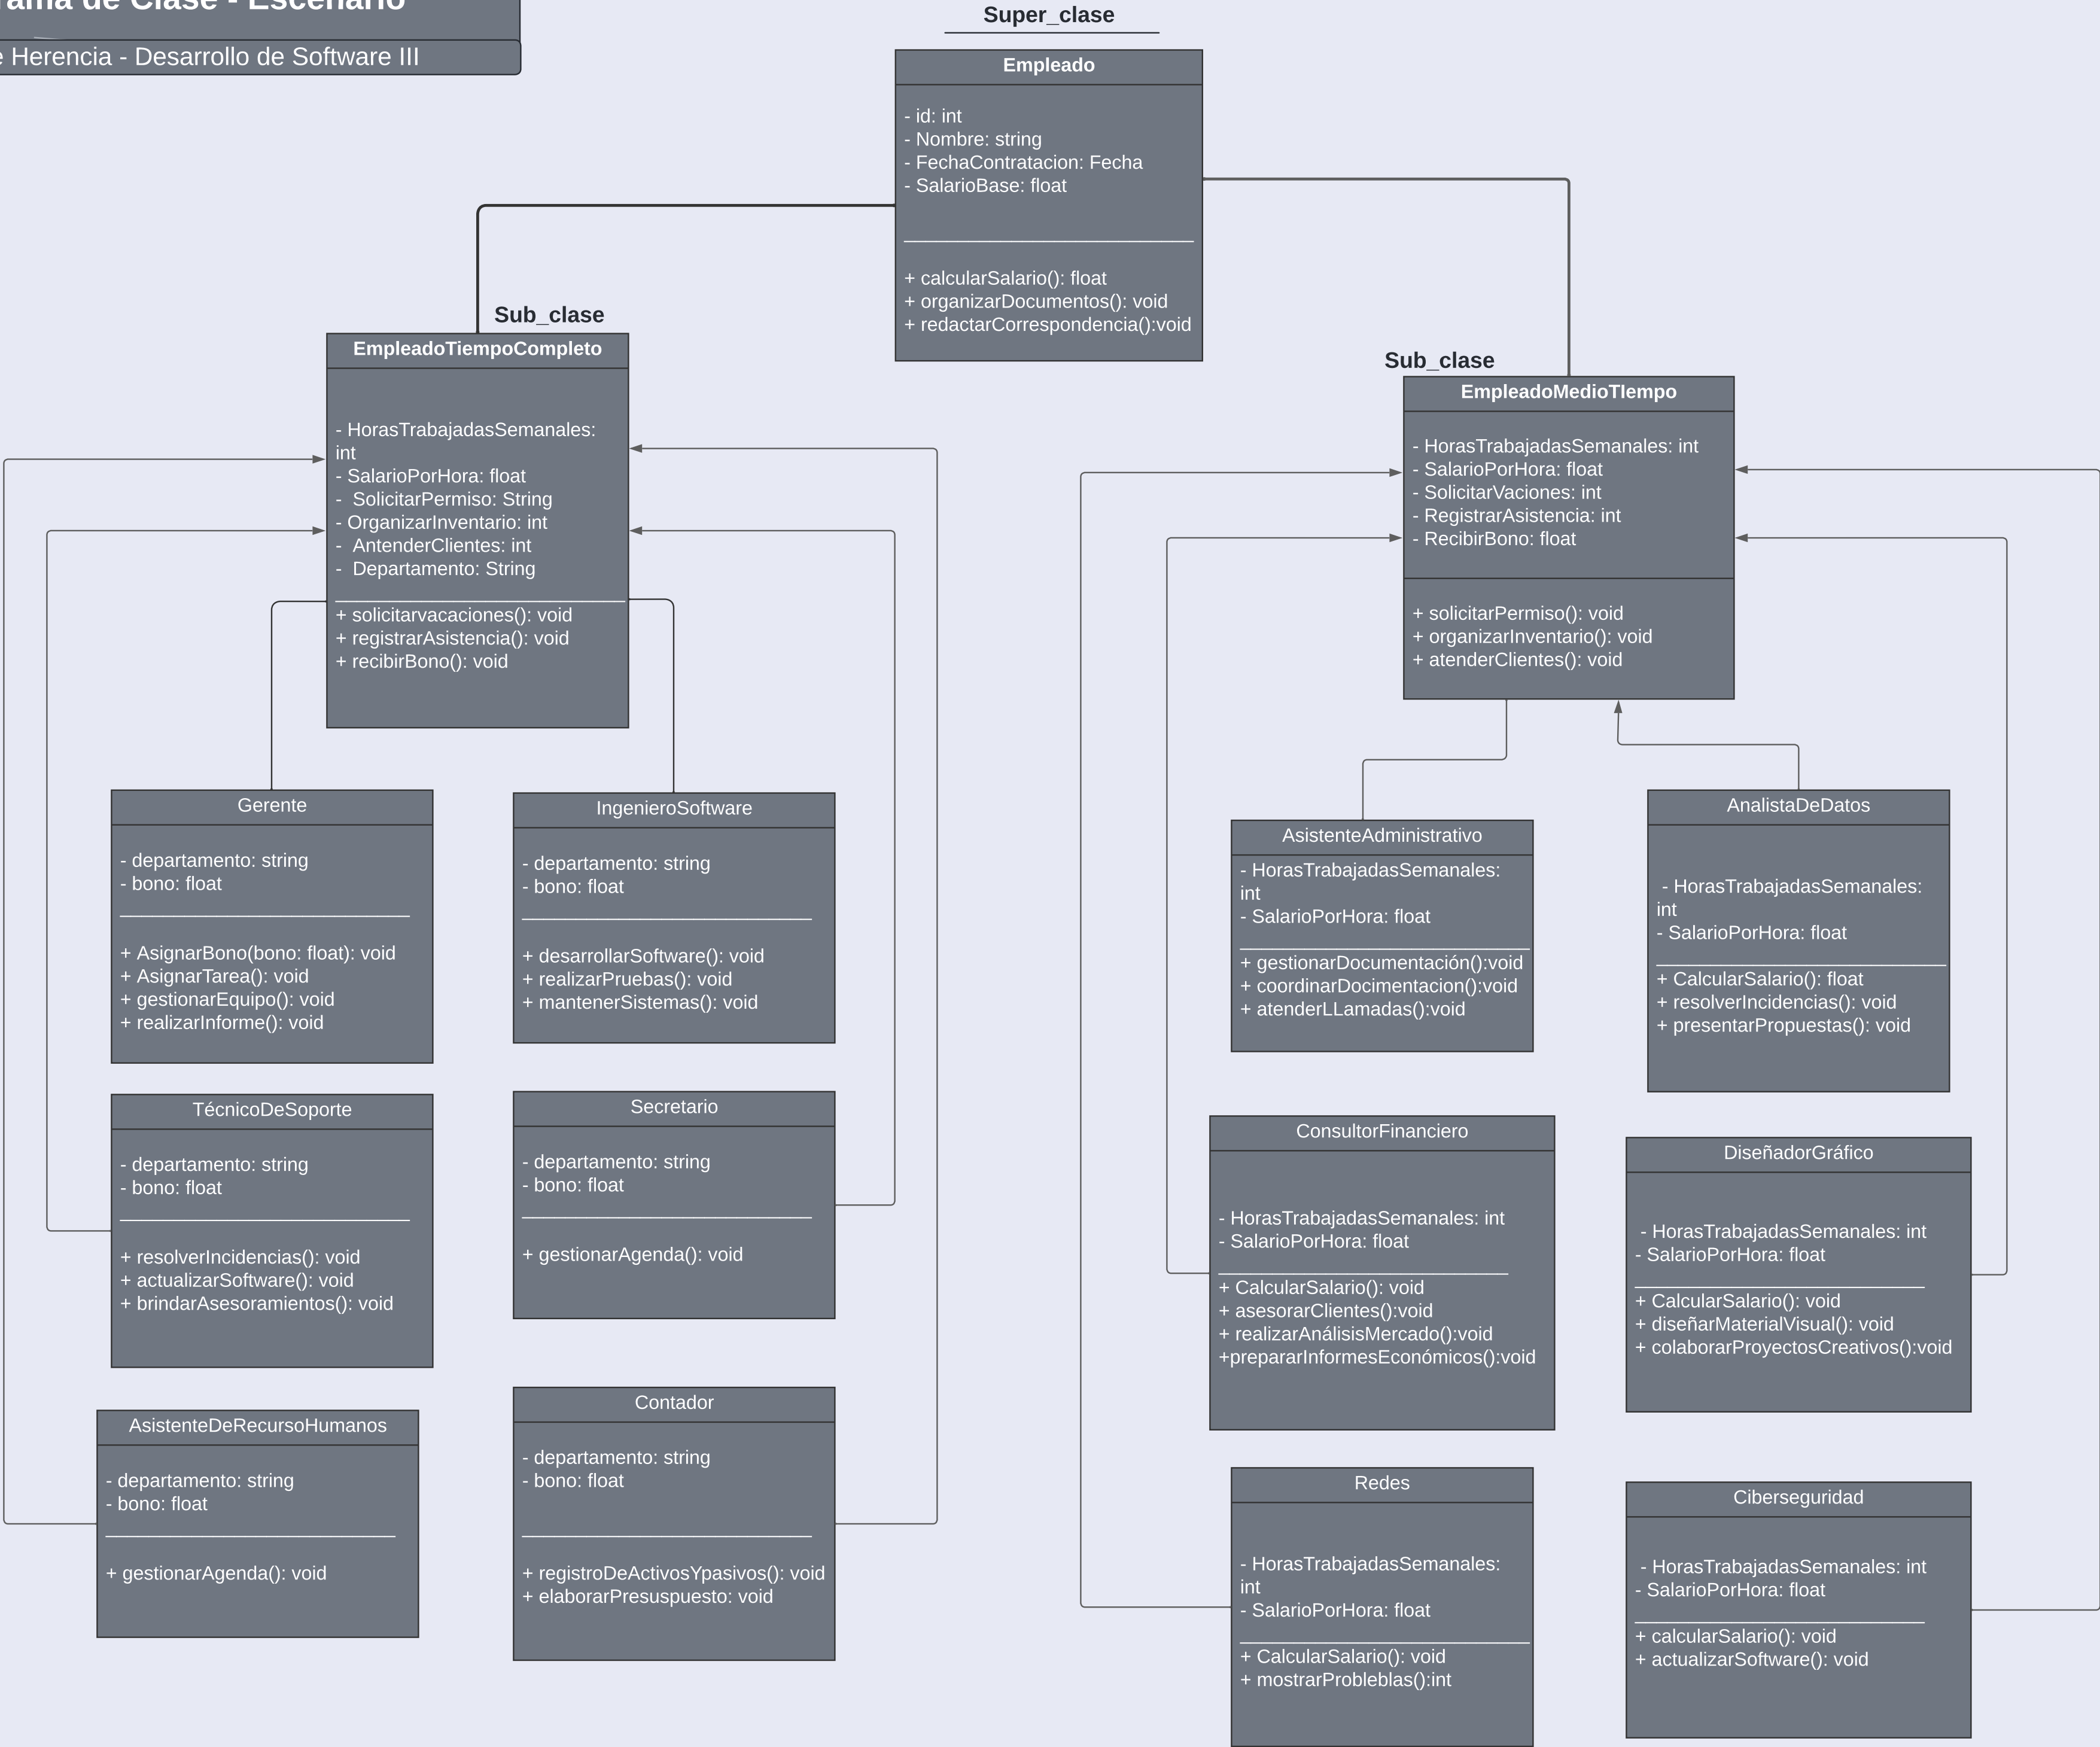 rama de Clase - Escenario
e Herencia - Desarrollo de Software III
Super_clase
Empleado
- id: int
- Nombre: string
- FechaContratacion: Fecha
- SalarioBase: float
+ calcularSalario(): float
+ organizarDocumentos(): void
+ redactarCorrespondencia():void
Sub_clase
EmpleadoTiempoCompleto
- HorasTrabajadasSemanales:
int
- SalarioPorHora: float
- SolicitarPermiso: String
- OrganizarInventario: int
- AntenderClientes: int
- Departamento: String
+ solicitarvacaciones(): void
+ registrarAsistencia(): void
+ recibirBono(): void
Sub_clase
EmpleadoMedioTIempo
- HorasTrabajadasSemanales: int
- SalarioPorHora: float
- SolicitarVaciones: int
- RegistrarAsistencia: int
- RecibirBono: float
+ solicitarPermiso(): void
+ organizarInventario(): void
+ atenderClientes(): void
Gerente
- departamento: string
- bono: float
+ AsignarBono(bono: float): void
+ AsignarTarea(): void
+ gestionarEquipo(): void
+ realizarInforme(): void
IngenieroSoftware
- departamento: string
- bono: float
+ desarrollarSoftware(): void
+ realizarPruebas(): void
+ mantenerSistemas(): void
AsistenteAdministrativo
- HorasTrabajadasSemanales:
int
- SalarioPorHora: float
+ gestionarDocumentación():void
+ coordinarDocimentacion():void
+ atenderLLamadas():void
AnalistaDeDatos
- HorasTrabajadasSemanales:
int
- SalarioPorHora: float
+ CalcularSalario(): float
+ resolverIncidencias(): void
+ presentarPropuestas(): void
TécnicoDeSoporte
- departamento: string
- bono: float
+ resolverIncidencias(): void
+ actualizarSoftware(): void
+ brindarAsesoramientos(): void
Secretario
- departamento: string
- bono: float
+ gestionarAgenda(): void
ConsultorFinanciero
- HorasTrabajadasSemanales: int
- SalarioPorHora: float
+ CalcularSalario(): void
+ asesorarClientes():void
+ realizarAnálisisMercado():void
+prepararInformesEconómicos():void
DiseñadorGráfico
- HorasTrabajadasSemanales: int
- SalarioPorHora: float
+ CalcularSalario(): void
+ diseñarMaterialVisual(): void
+ colaborarProyectosCreativos():void
AsistenteDeRecursoHumanos
- departamento: string
- bono: float
+ gestionarAgenda(): void
Contador
- departamento: string
- bono: float
+ registroDeActivosYpasivos(): void
+ elaborarPresuspuesto: void
Redes
- HorasTrabajadasSemanales:
int
- SalarioPorHora: float
+ CalcularSalario(): void
+ mostrarProbleblas():int
Ciberseguridad
- HorasTrabajadasSemanales: int
- SalarioPorHora: float
+ calcularSalario(): void
+ actualizarSoftware(): void